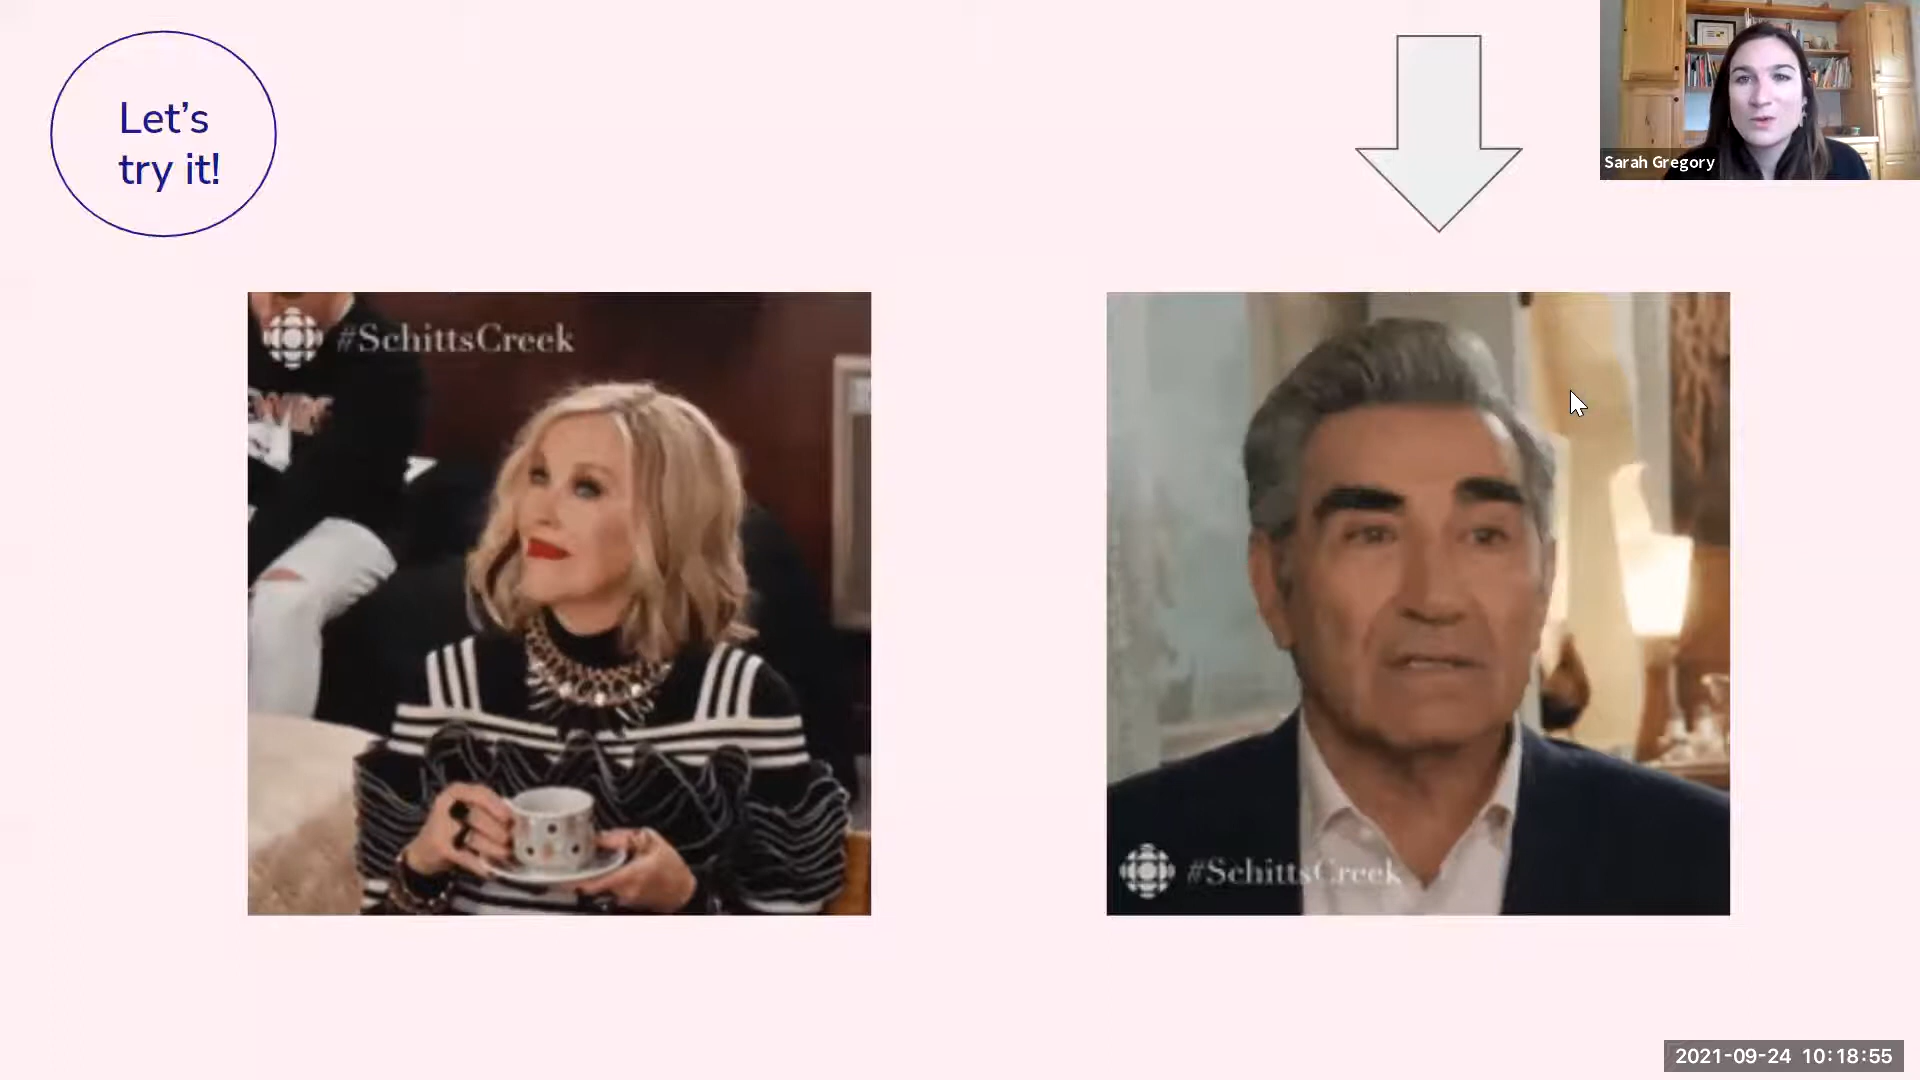 Let's
try it!
Sarah Gregory
#SchittsCreek
#SchittsCreek
2021-09-24 10:18:55